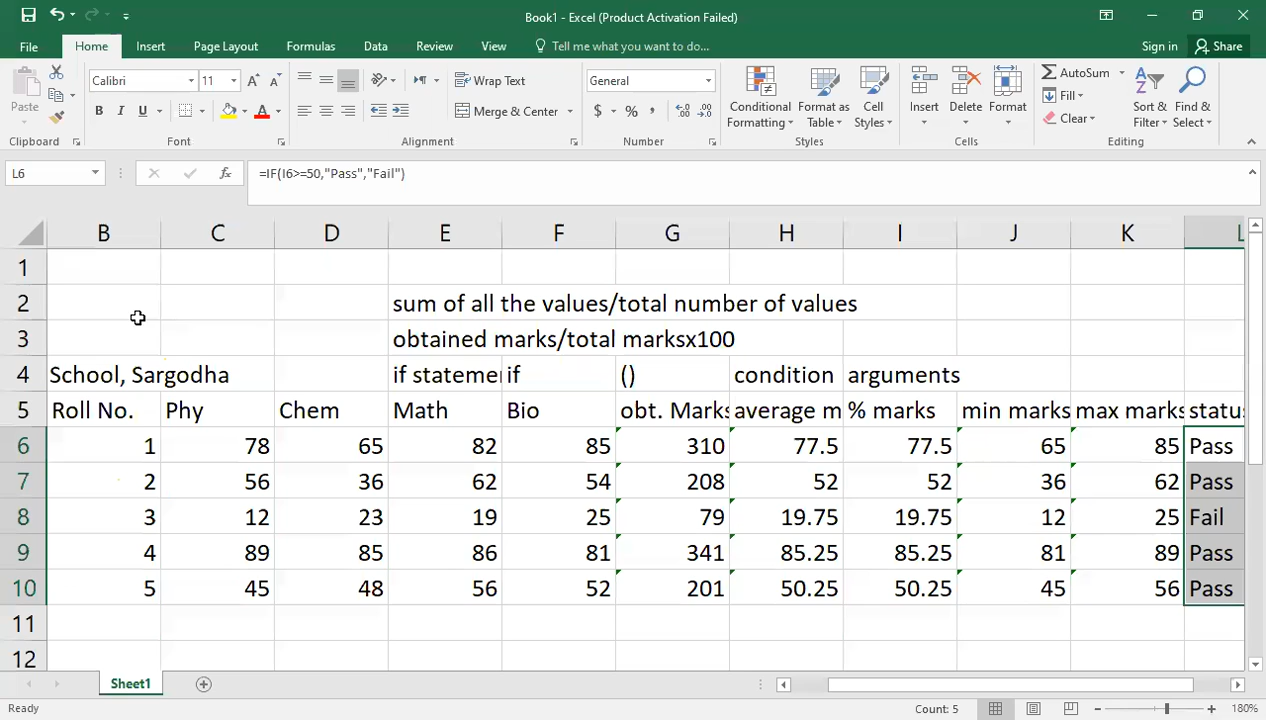 Book1 - Excel (Product Activation Failed)
File Home Insert Page Layout Formulas Data Review View Tell me what you want to do... Sign in Share
Paste Calibri 11 Wrap Text General AutoSum
B I U Merge & Center $ % , Conditional Formatting Format as Table Cell Styles Insert Delete Format Fill Clear Sort & Filter Find & Select
Clipboard Font Alignment Number Styles Cells Editing
L6 fx =IF(I6>=50,"Pass","Fail")
B C D E F G H I J K L
1
2 sum of all the values/total number of values
3 obtained marks/total marksx100
4 School, Sargodha if stateme if () condition arguments
5 Roll No. Phy Chem Math Bio obt. Marks average m % marks min marks max marks status
6 1 78 65 82 85 310 77.5 77.5 65 85 Pass
7 2 56 36 62 54 208 52 52 36 62 Pass
8 3 12 23 19 25 79 19.75 19.75 12 25 Fail
9 4 89 85 86 81 341 85.25 85.25 81 89 Pass
10 5 45 48 56 52 201 50.25 50.25 45 56 Pass
11
12
Sheet1
Ready Count: 5 180%